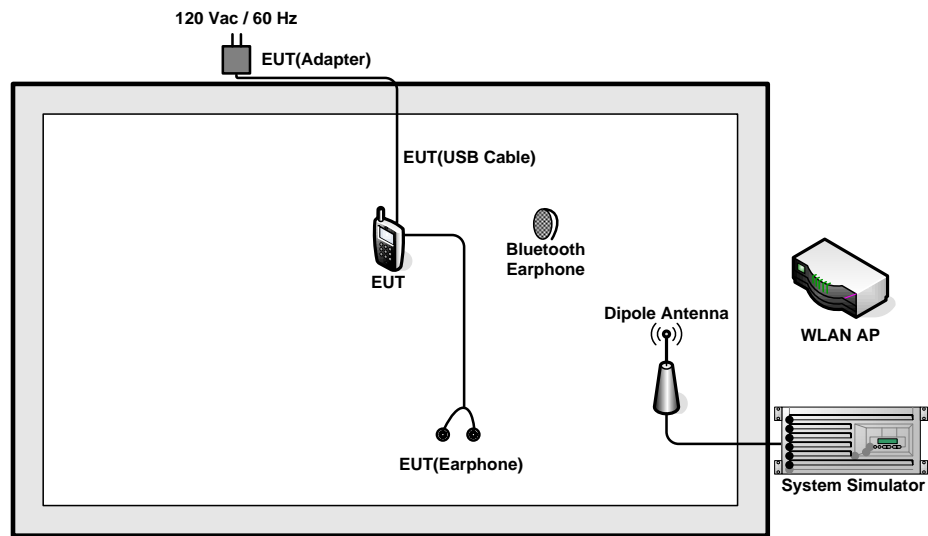 120 Vac / 60 Hz
EUT(Adapter)
EUT(USB Cable)
Bluetooth
Earphone
EUT
Dipole Antenna
WLAN AP
EUT(Earphone)
System Simulator